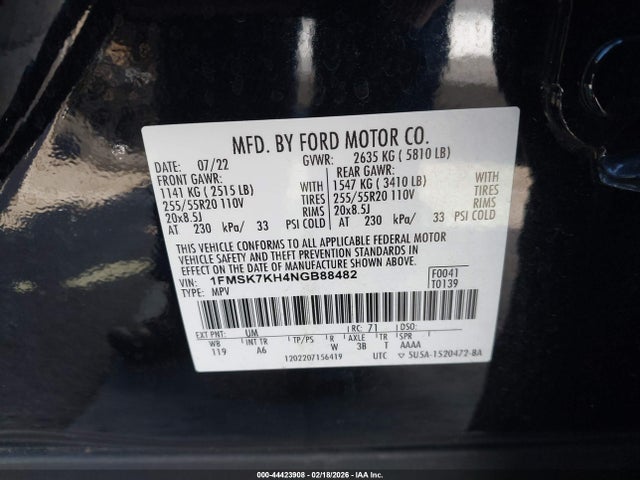 MFD. BY FORD MOTOR CO.
DATE: 07/22 GVWR: 2635 KG ( 5810 LB)
FRONT GAWR: REAR GAWR:
1141 KG ( 2515 LB) WITH 1547 KG ( 3410 LB) WITH
255/55R20 110V TIRES 255/55R20 110V TIRES
20x8.5J RIMS 20x8.5J RIMS
AT 230 kPa/ 33 PSI COLD AT 230 kPa/ 33 PSI COLD
THIS VEHICLE CONFORMS TO ALL APPLICABLE FEDERAL MOTOR
VEHICLE SAFETY AND THEFT PREVENTION STANDARDS IN
EFFECT ON THE DATE OF MANUFACTURE SHOWN ABOVE.
VIN: 1FMSK7KH4NGB88482 F0041
TYPE: MPV T0139
EXT PNT: UM RC: 71 DSO:
WB INT TR TP/PS R AXLE T SPR
119 A6 W 3B T AAAA
1202207156419 UTC 5USA-1520472-BA
000-44423908 - 02/18/2026 - IAA Inc.